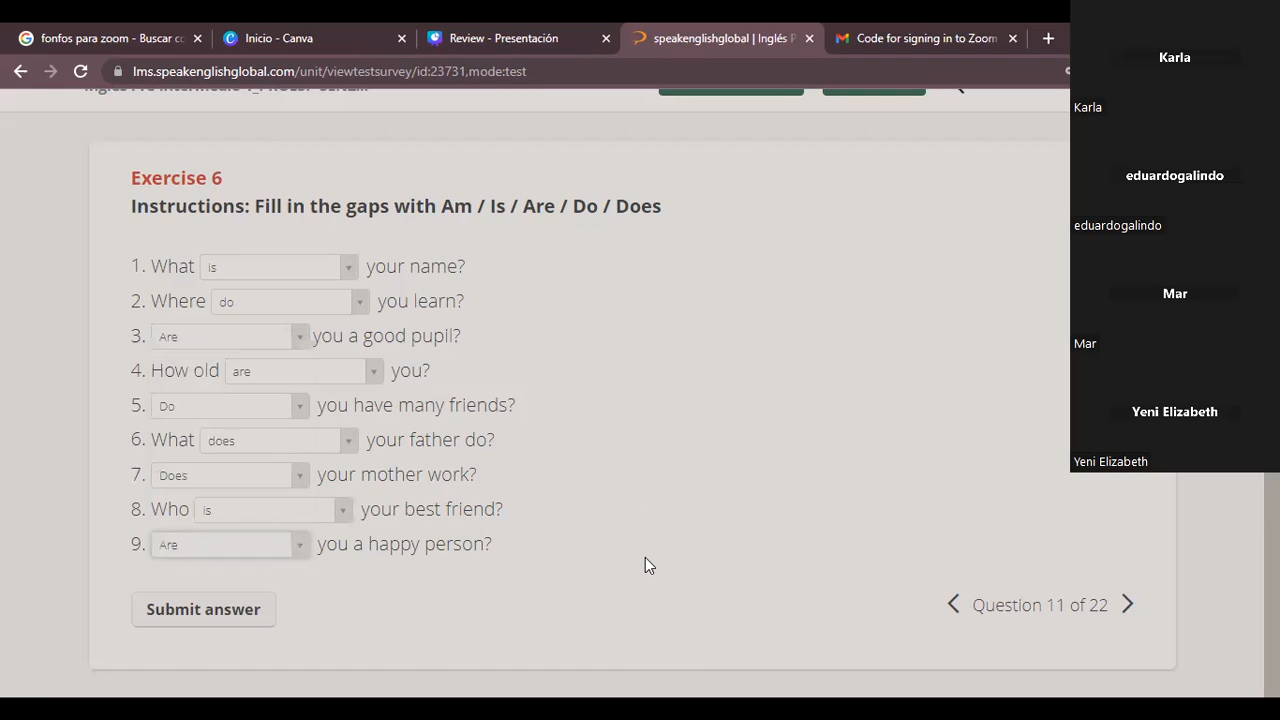 fonfos para zoom - Buscar co
Inicio - Canva
Review - Presentación
speakenglishglobal | Inglés P
Code for signing in to Zoom
lms.speakenglishglobal.com/unit/viewtestsurvey/id:23731,mode:test
Exercise 6
Instructions: Fill in the gaps with Am / Is / Are / Do / Does
1. What is your name?
2. Where do you learn?
3. Are you a good pupil?
4. How old are you?
5. Do you have many friends?
6. What does your father do?
7. Does your mother work?
8. Who is your best friend?
9. Are you a happy person?
Submit answer
Question 11 of 22
Karla
Karla
eduardogalindo
eduardogalindo
Mar
Mar
Yeni Elizabeth
Yeni Elizabeth